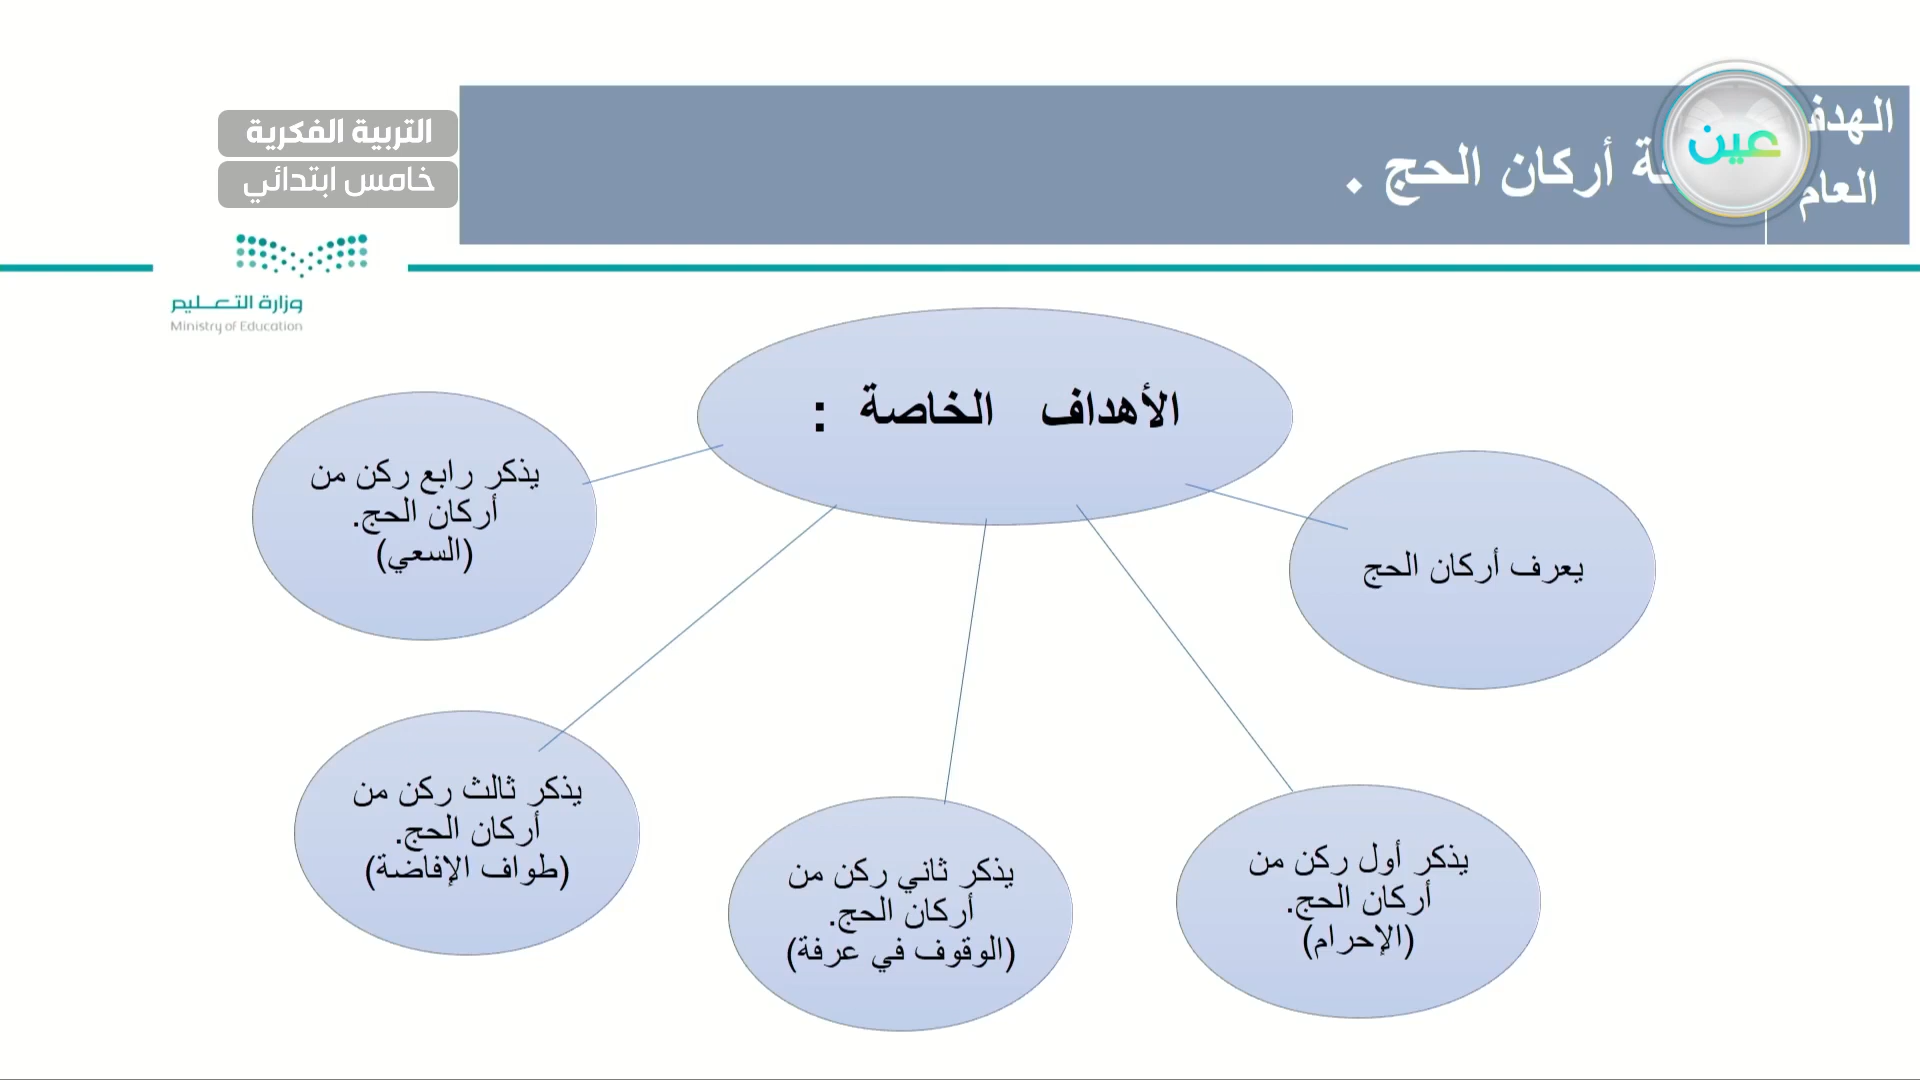 الهدف
العام
أركان الحج .
عين
التربية الفكرية
خامس ابتدائي
وزارة التعليم
Ministry of Education
الأهداف الخاصة :
يعرف أركان الحج
يذكر أول ركن من
أركان الحج.
(الإحرام)
يذكر ثاني ركن من
أركان الحج.
(الوقوف في عرفة)
يذكر ثالث ركن من
أركان الحج.
(طواف الإفاضة)
يذكر رابع ركن من
أركان الحج.
(السعي)